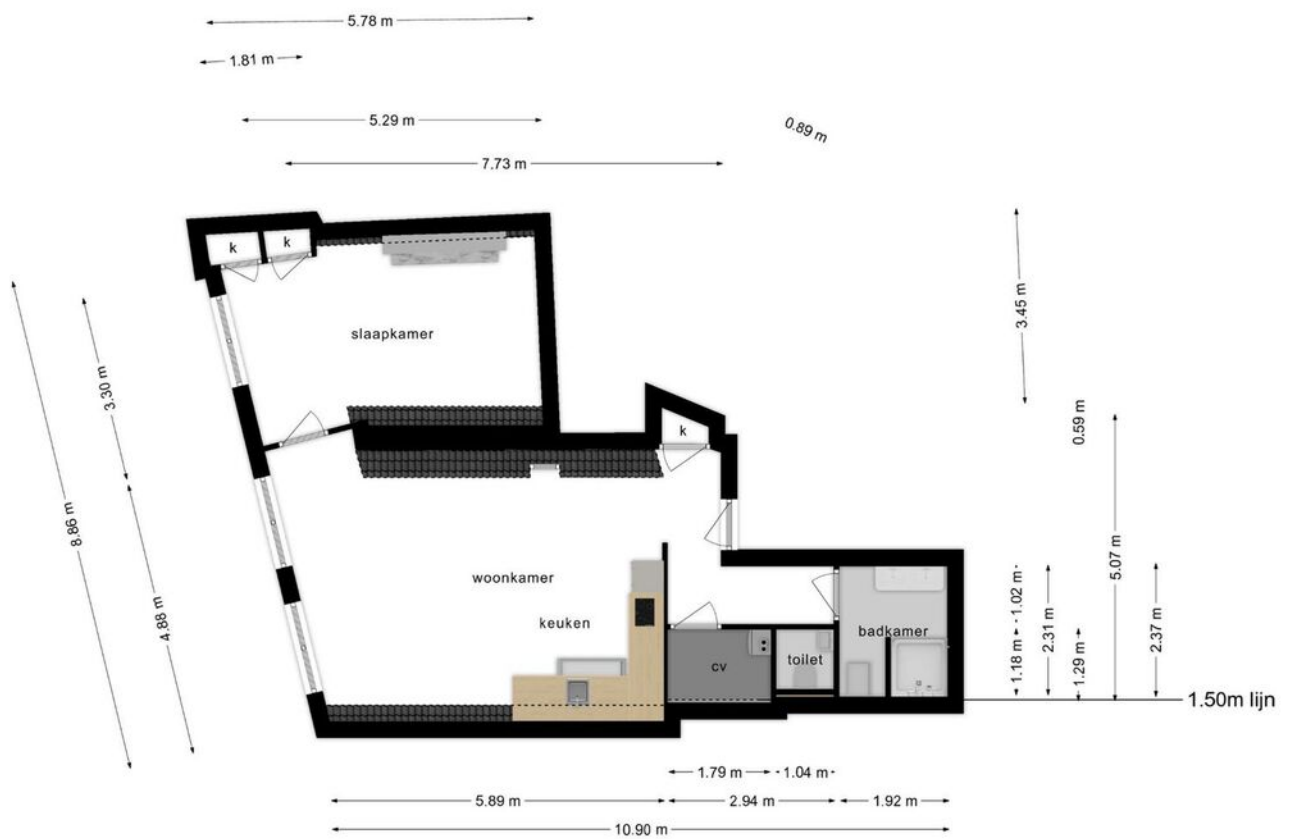 5.78 m
1.81 m
5.29 m
0.89 m
7.73 m
k
k
3.45 m
slaapkamer
3.30 m
0.59 m
k
8.86 m
5.07 m
woonkamer
keuken
4.88 m
1.02 m
1.18 m
2.31 m
1.29 m
2.37 m
badkamer
cv
toilet
1.50m lijn
1.79 m
1.04 m
5.89 m
2.94 m
1.92 m
10.90 m